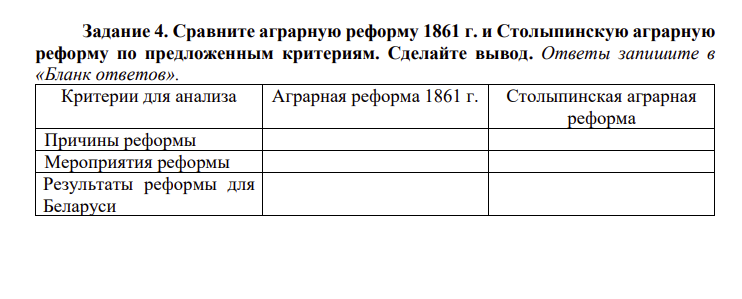 Задание 4. Сравните аграрную реформу 1861 г. и Столыпинскую аграрную
реформу по предложенным критериям. Сделайте вывод. Ответы запишите в
«Бланк ответов».
Критерии для анализа Аграрная реформа 1861 г. Столыпинская аграрная
реформа
Причины реформы
Мероприятия реформы
Результаты реформы для
Беларуси